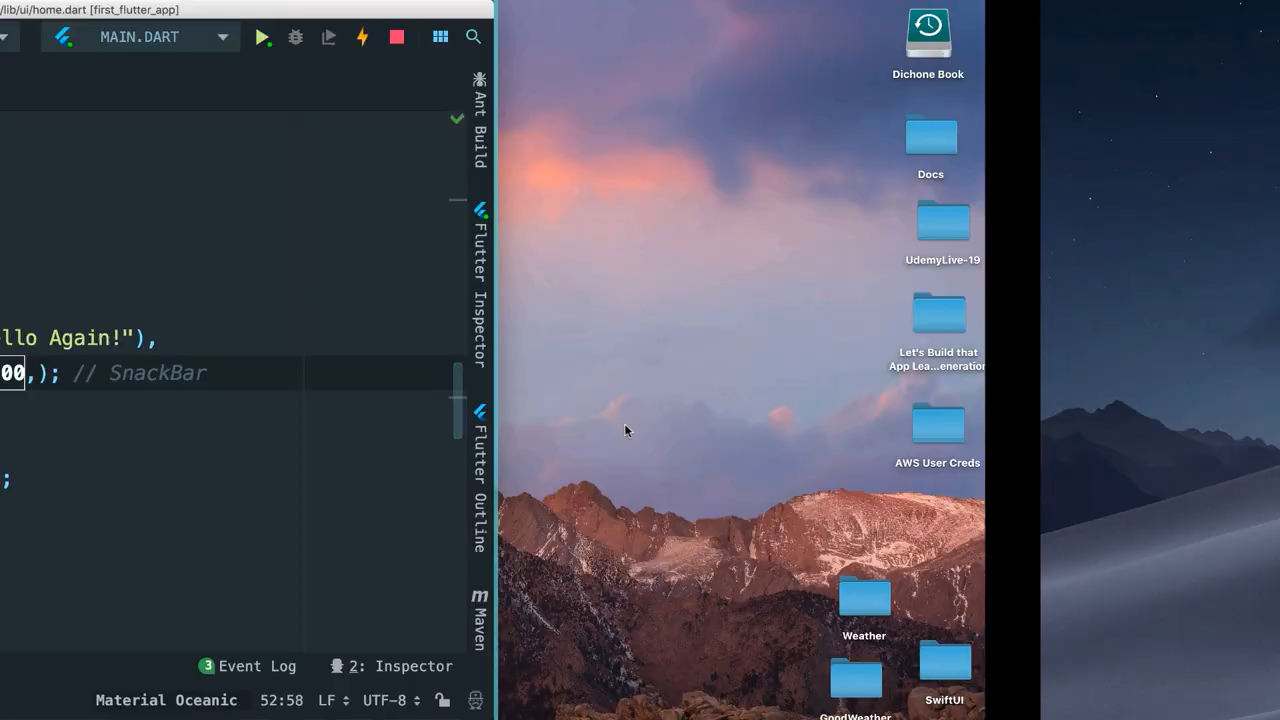 /lib/ui/home.dart [first_flutter_app]
MAIN.DART
Ant Build
Flutter Inspector
llo Again!"),
00,); // SnackBar
;
Flutter Outline
Maven
3 Event Log
2: Inspector
Material Oceanic
52:58
LF
UTF-8
Dichone Book
Docs
UdemyLive-19
Let's Build that
App Lea...eneration
AWS User Creds
Weather
SwiftUI
GoodWeather